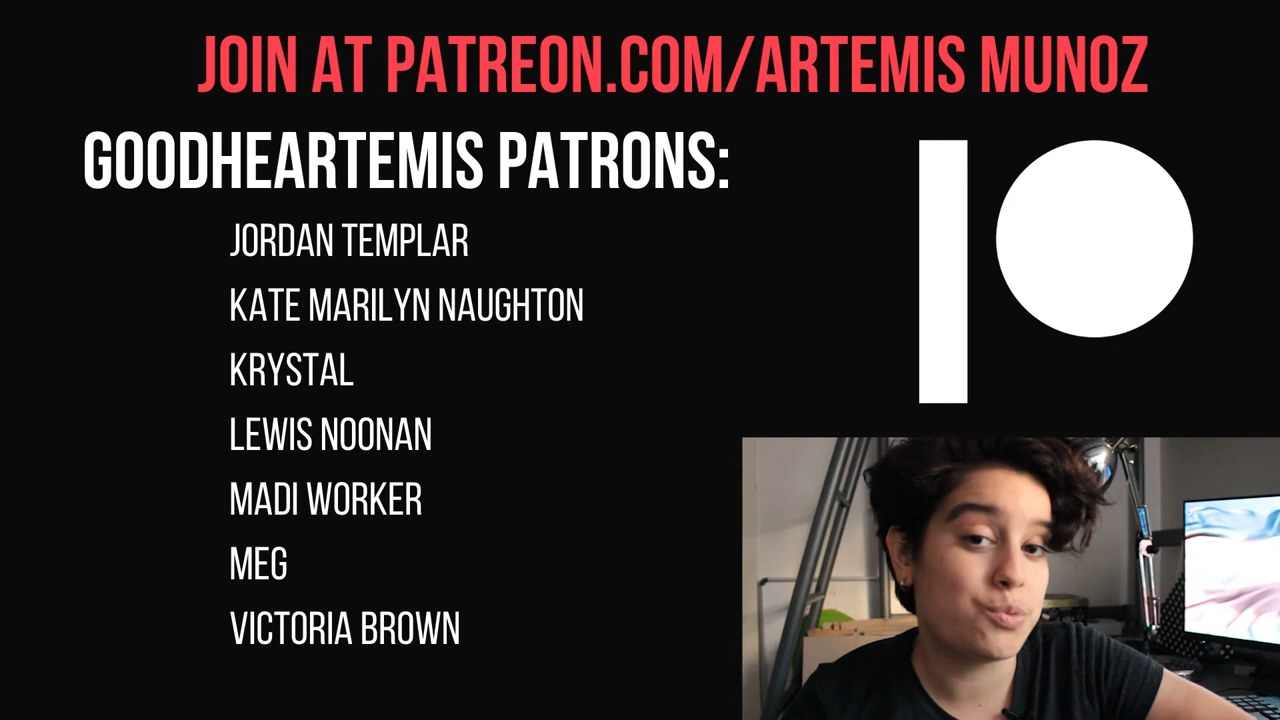 JOIN AT PATREON.COM/ARTEMIS MUNOZ
GOODHEARTEMIS PATRONS:
JORDAN TEMPLAR
KATE MARILYN NAUGHTON
KRYSTAL
LEWIS NOONAN
MADI WORKER
MEG
VICTORIA BROWN